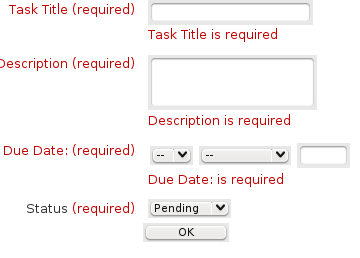 Task Title (required)
Task Title is required
Description (required)
Description is required
Due Date: (required)
-- --
Due Date: is required
Status (required)
Pending
OK